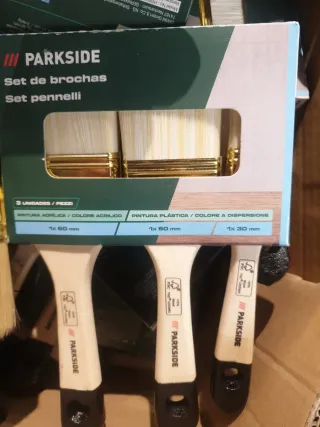 PARKSIDE
Set de brochas
Set pennelli
3 UNIDADES / PEZZI
PINTURA ACRÍLICA / COLORE ACRILICO
PINTURA PLÁSTICA / COLORE A DISPERSIONE
1x 60 mm
1x 60 mm
1x 30 mm
PARKSIDE
PARKSIDE
PARKSIDE